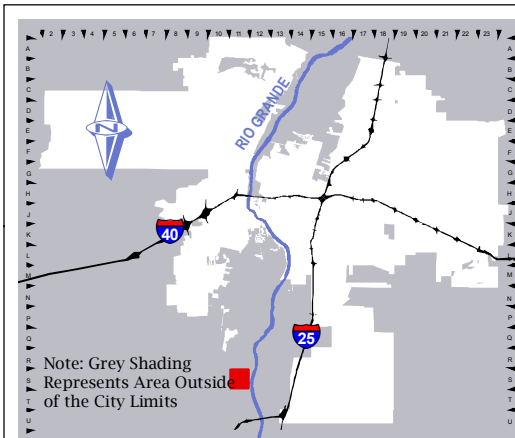 2 3 4 5 6 7 8 9 10 11 12 13 14 15 16 17 18 19 20 21 22 23
A A
B B
C C
D D
E E
F F
G G
H H
J J
K K
L L
M M
N N
P P
Q Q
R R
S S
T T
U U
N
RIO GRANDE
40
25
Note: Grey Shading
Represents Area Outside
of the City Limits